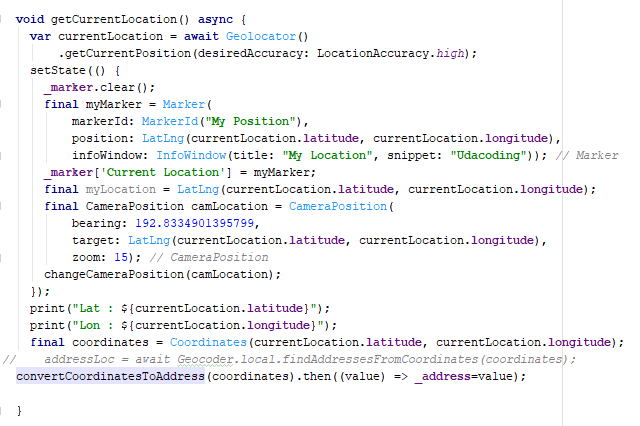 void getCurrentLocation() async {
  var currentLocation = await Geolocator()
      .getCurrentPosition(desiredAccuracy: LocationAccuracy.high);
  setState(() {
    _marker.clear();
    final myMarker = Marker(
        markerId: MarkerId("My Position"),
        position: LatLng(currentLocation.latitude, currentLocation.longitude),
        infoWindow: InfoWindow(title: "My Location", snippet: "Udacoding")); // Marker
    _marker['Current Location'] = myMarker;
    final myLocation = LatLng(currentLocation.latitude, currentLocation.longitude);
    final CameraPosition camLocation = CameraPosition(
        bearing: 192.8334901395799,
        target: LatLng(currentLocation.latitude, currentLocation.longitude),
        zoom: 15); // CameraPosition
    changeCameraPosition(camLocation);
  });
  print("Lat : ${currentLocation.latitude}");
  print("Lon : ${currentLocation.longitude}");
  final coordinates = Coordinates(currentLocation.latitude, currentLocation.longitude);
//    addressLoc = await Geocoder.local.findAddressesFromCoordinates(coordinates);
convertCoordinatesToAddress(coordinates).then((value) => _address=value);
}